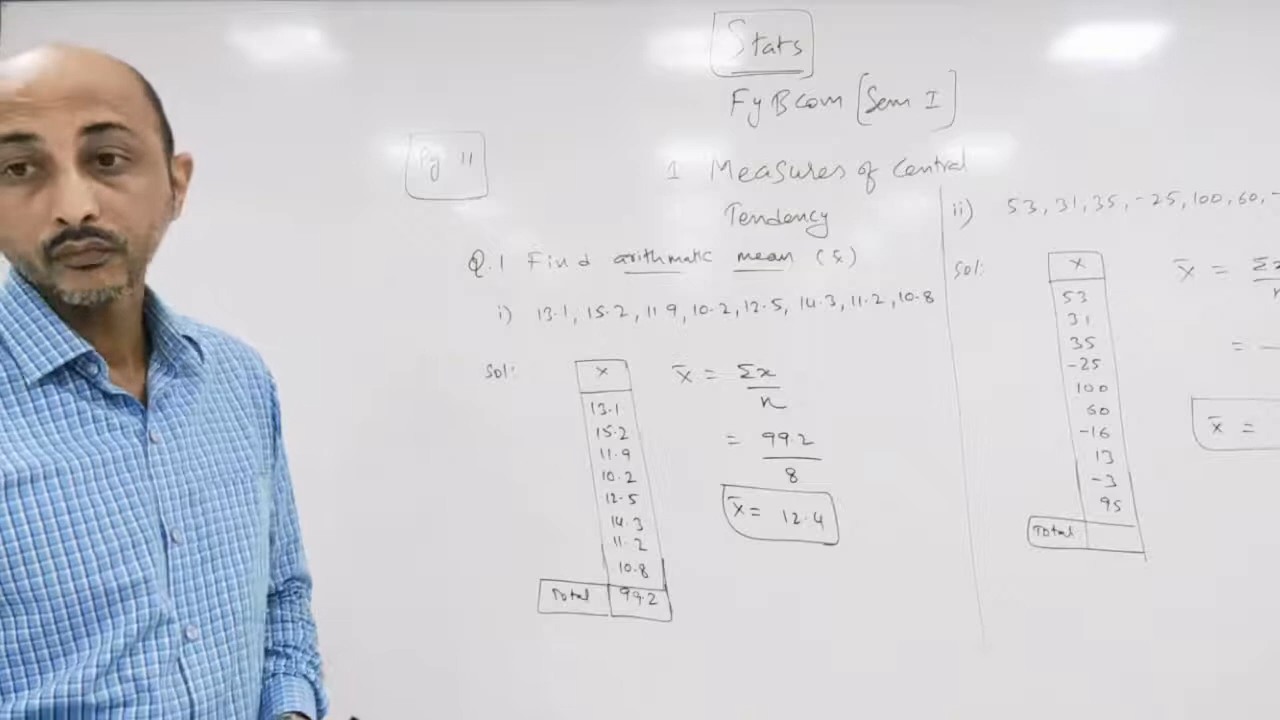 Stats
Fy BCom [Sem I]
Pg 11
1 Measures of Central
Tendency
Q.1 Find arithmatic mean (x̄)
i) 13.1, 15.2, 11.9, 10.2, 12.5, 14.3, 11.2, 10.8
Sol:
x
13.1
15.2
11.9
10.2
12.5
14.3
11.2
10.8
Total 99.2
x̄ = Σx
n
= 99.2
8
x̄ = 12.4
ii) 53, 31, 35, -25, 100, 60, -
Sol:
x
53
31
35
-25
100
60
-16
13
-3
95
Total
x̄ = Σx
n
=
x̄ =